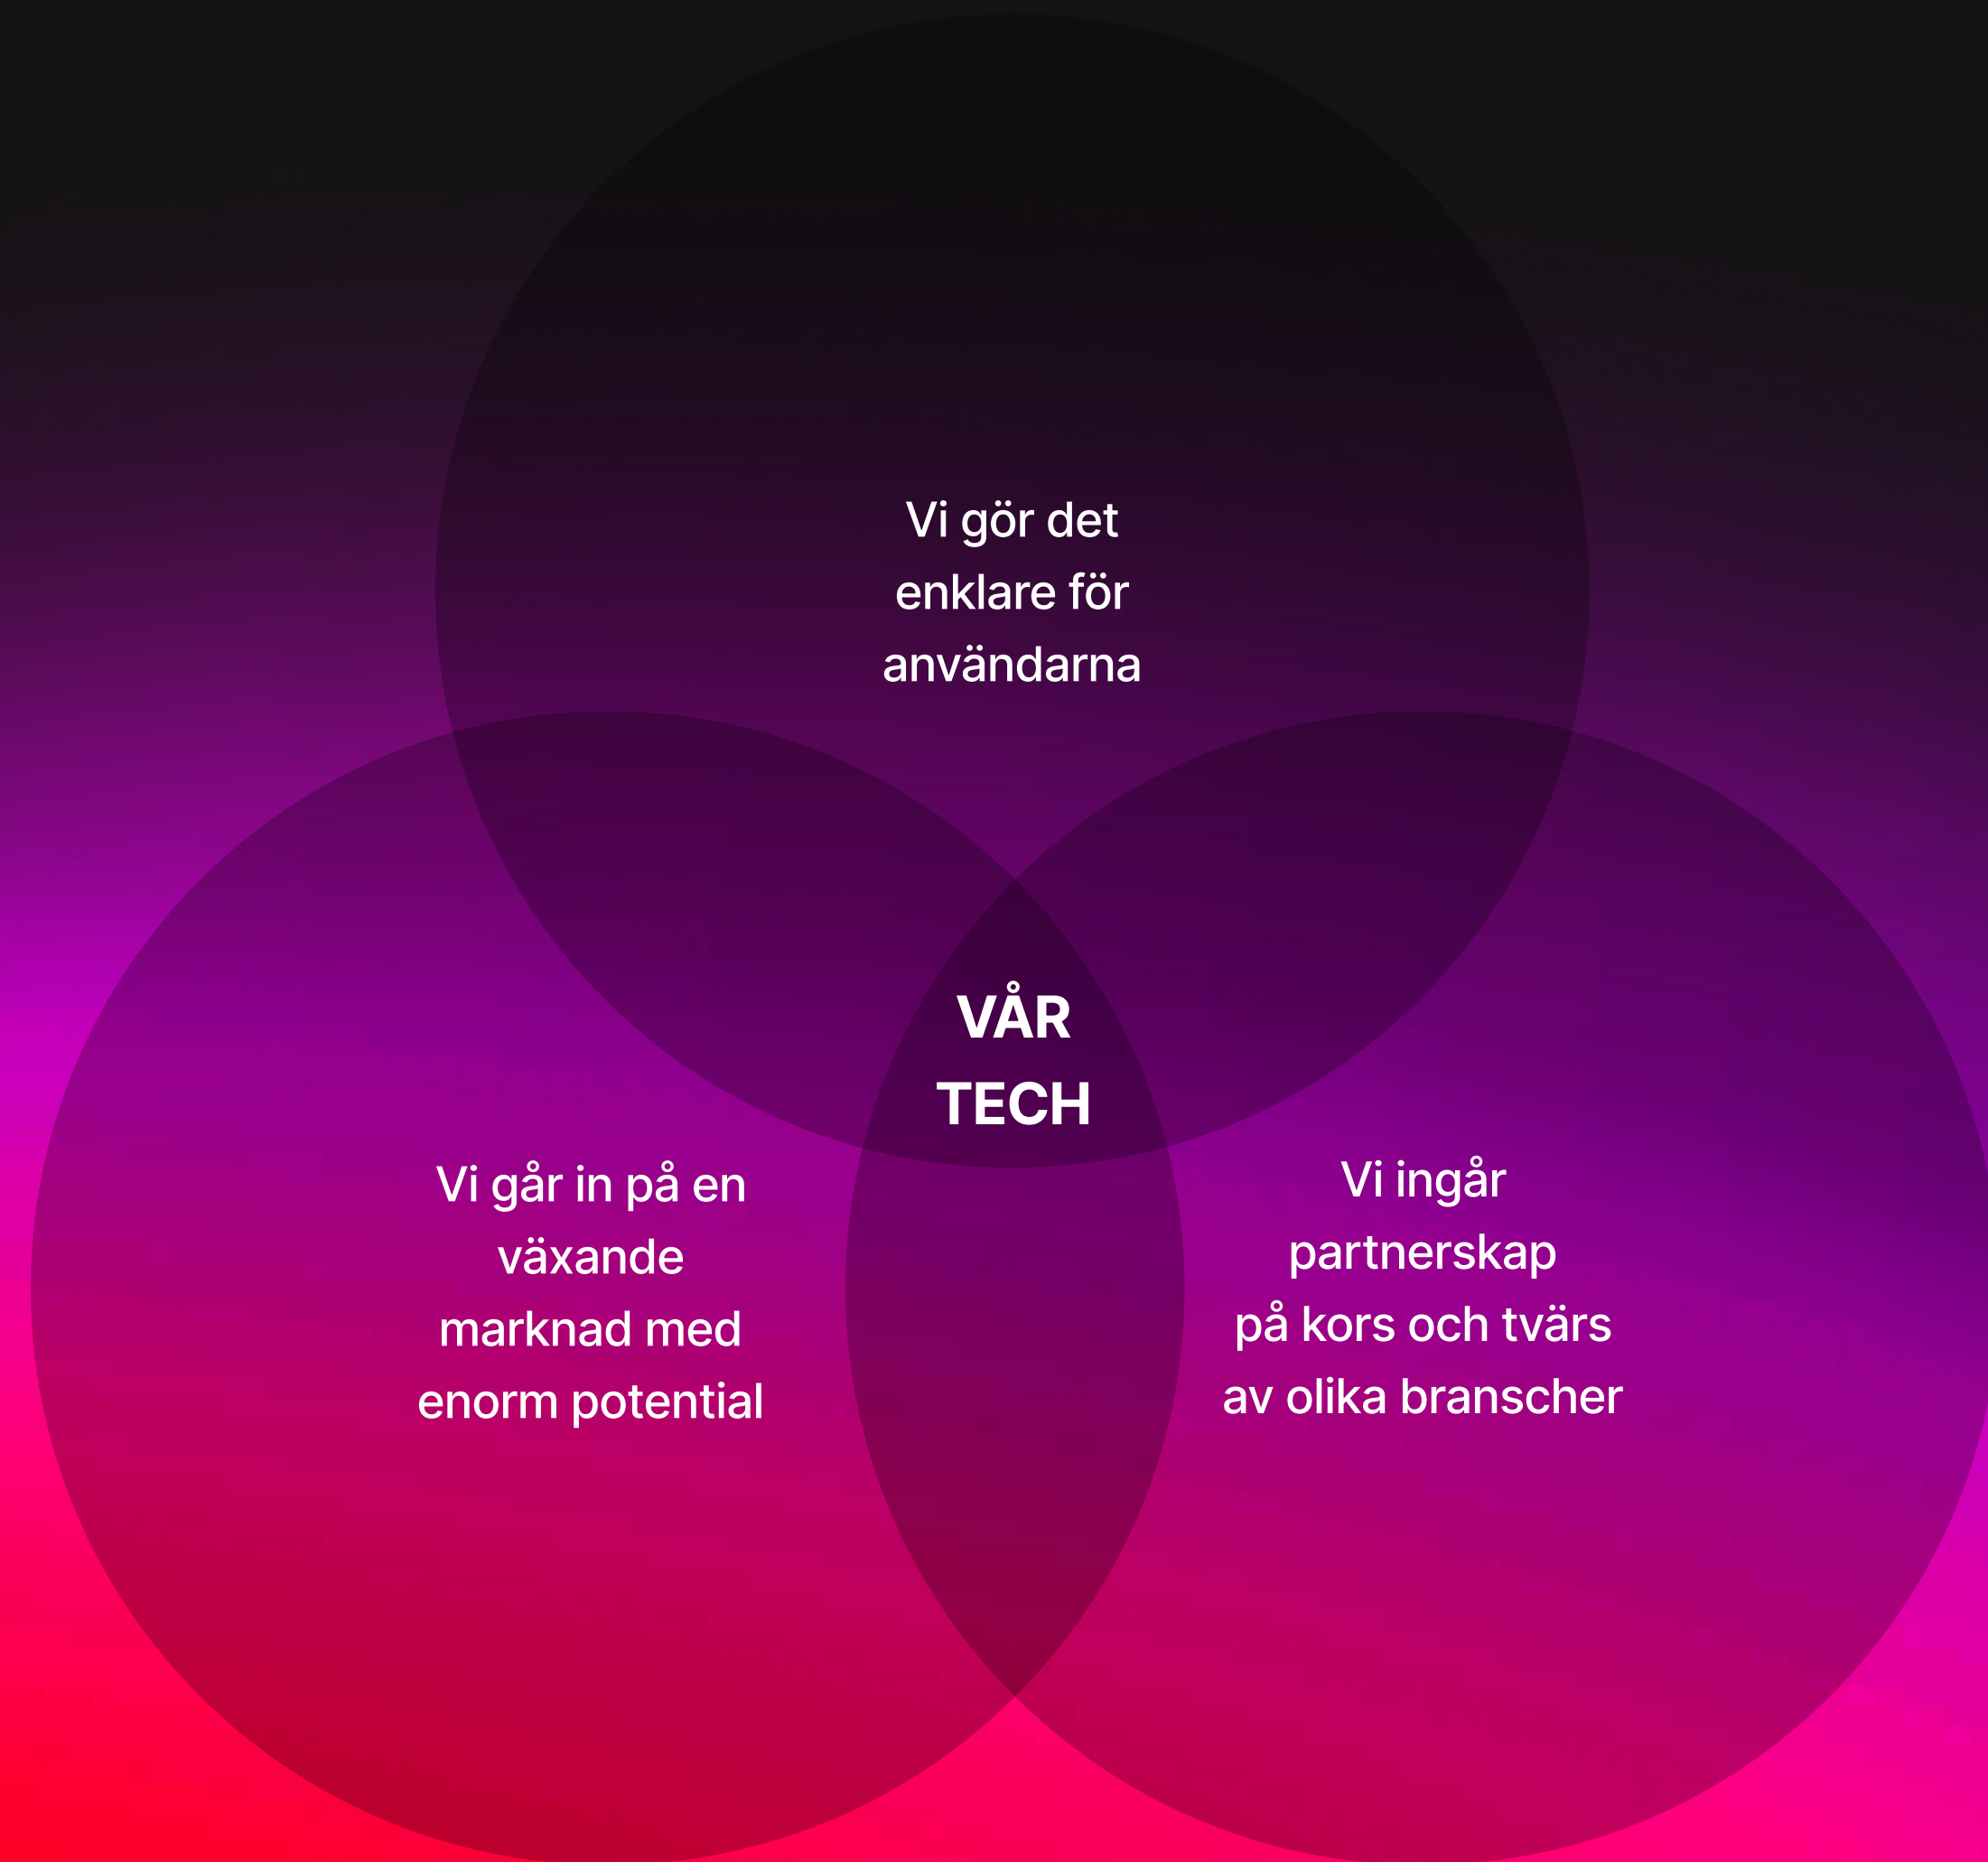 Vi gör det
enklare för
användarna
VÅR
TECH
Vi går in på en
växande
marknad med
enorm potential
Vi ingår
partnerskap
på kors och tvärs
av olika branscher